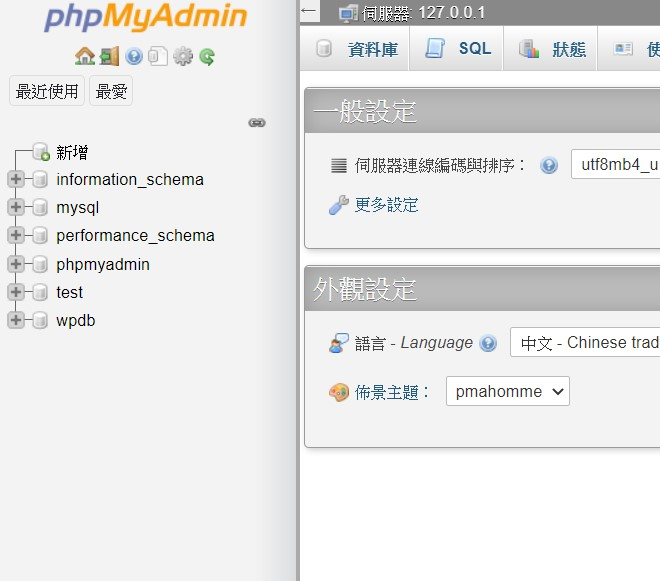 phpMyAdmin
最近使用 最愛
新增
information_schema
mysql
performance_schema
phpmyadmin
test
wpdb
伺服器: 127.0.0.1
資料庫 SQL 狀態 使
一般設定
伺服器連線編碼與排序： utf8mb4_u
更多設定
外觀設定
語言 - Language 中文 - Chinese trad
佈景主題： pmahomme